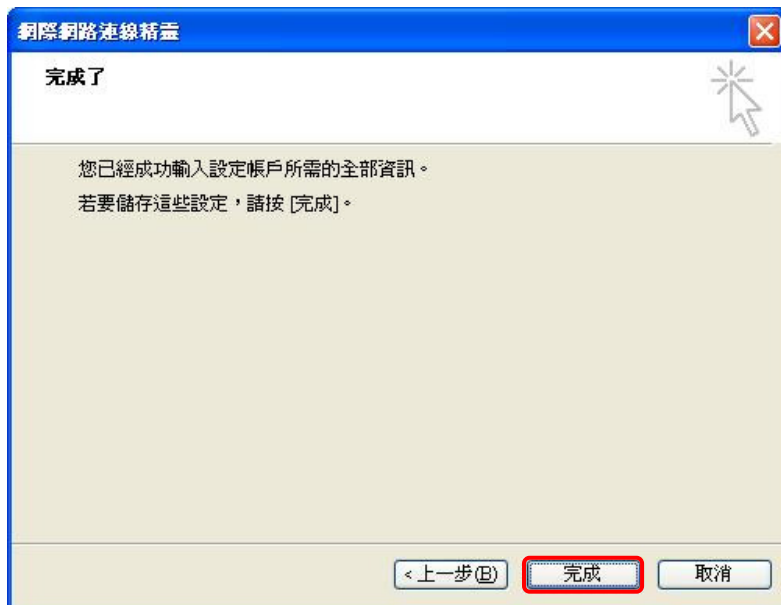 網際網路連線精靈
完成了
您已經成功輸入設定帳戶所需的全部資訊。
若要儲存這些設定，請按 [完成]。
<上一步(B)
完成
取消